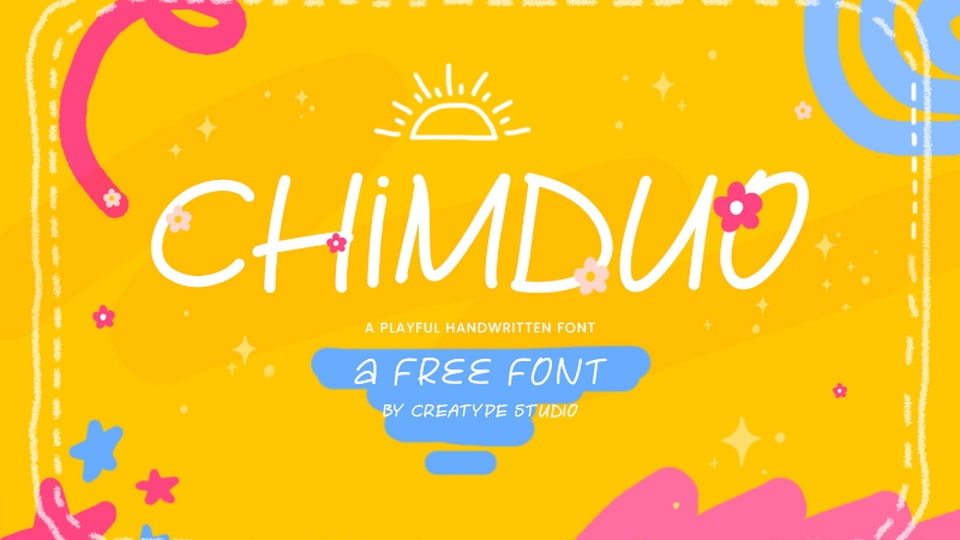 CHiMDUO
A PLAYFUL HANDWRITTEN FONT
a FREE FONT
BY CREATYPE STUDIO